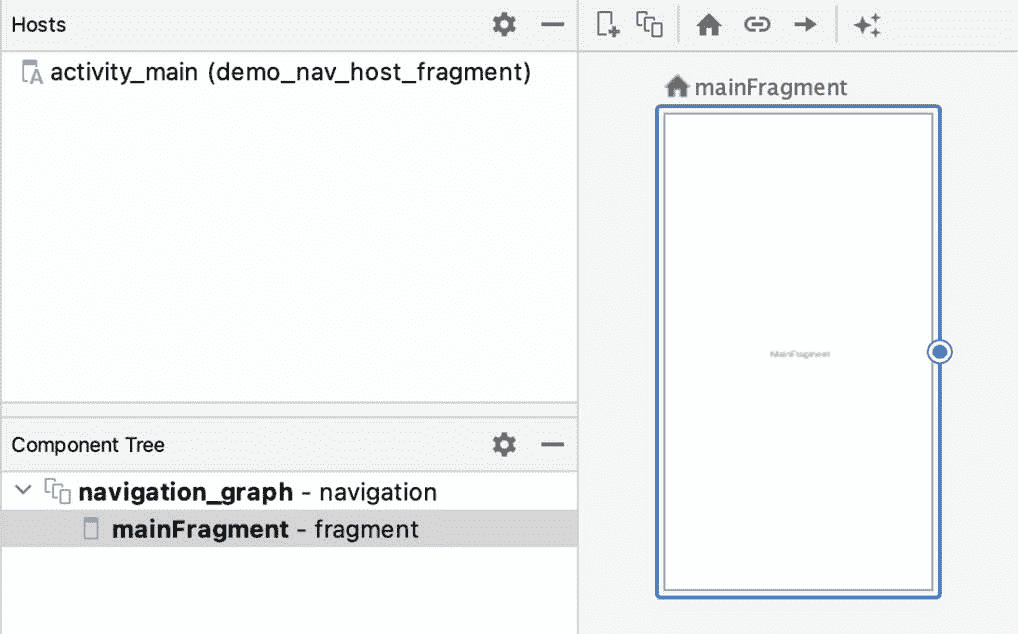 Hosts
activity_main (demo_nav_host_fragment)
Component Tree
navigation_graph - navigation
mainFragment - fragment
mainFragment
MainFragment